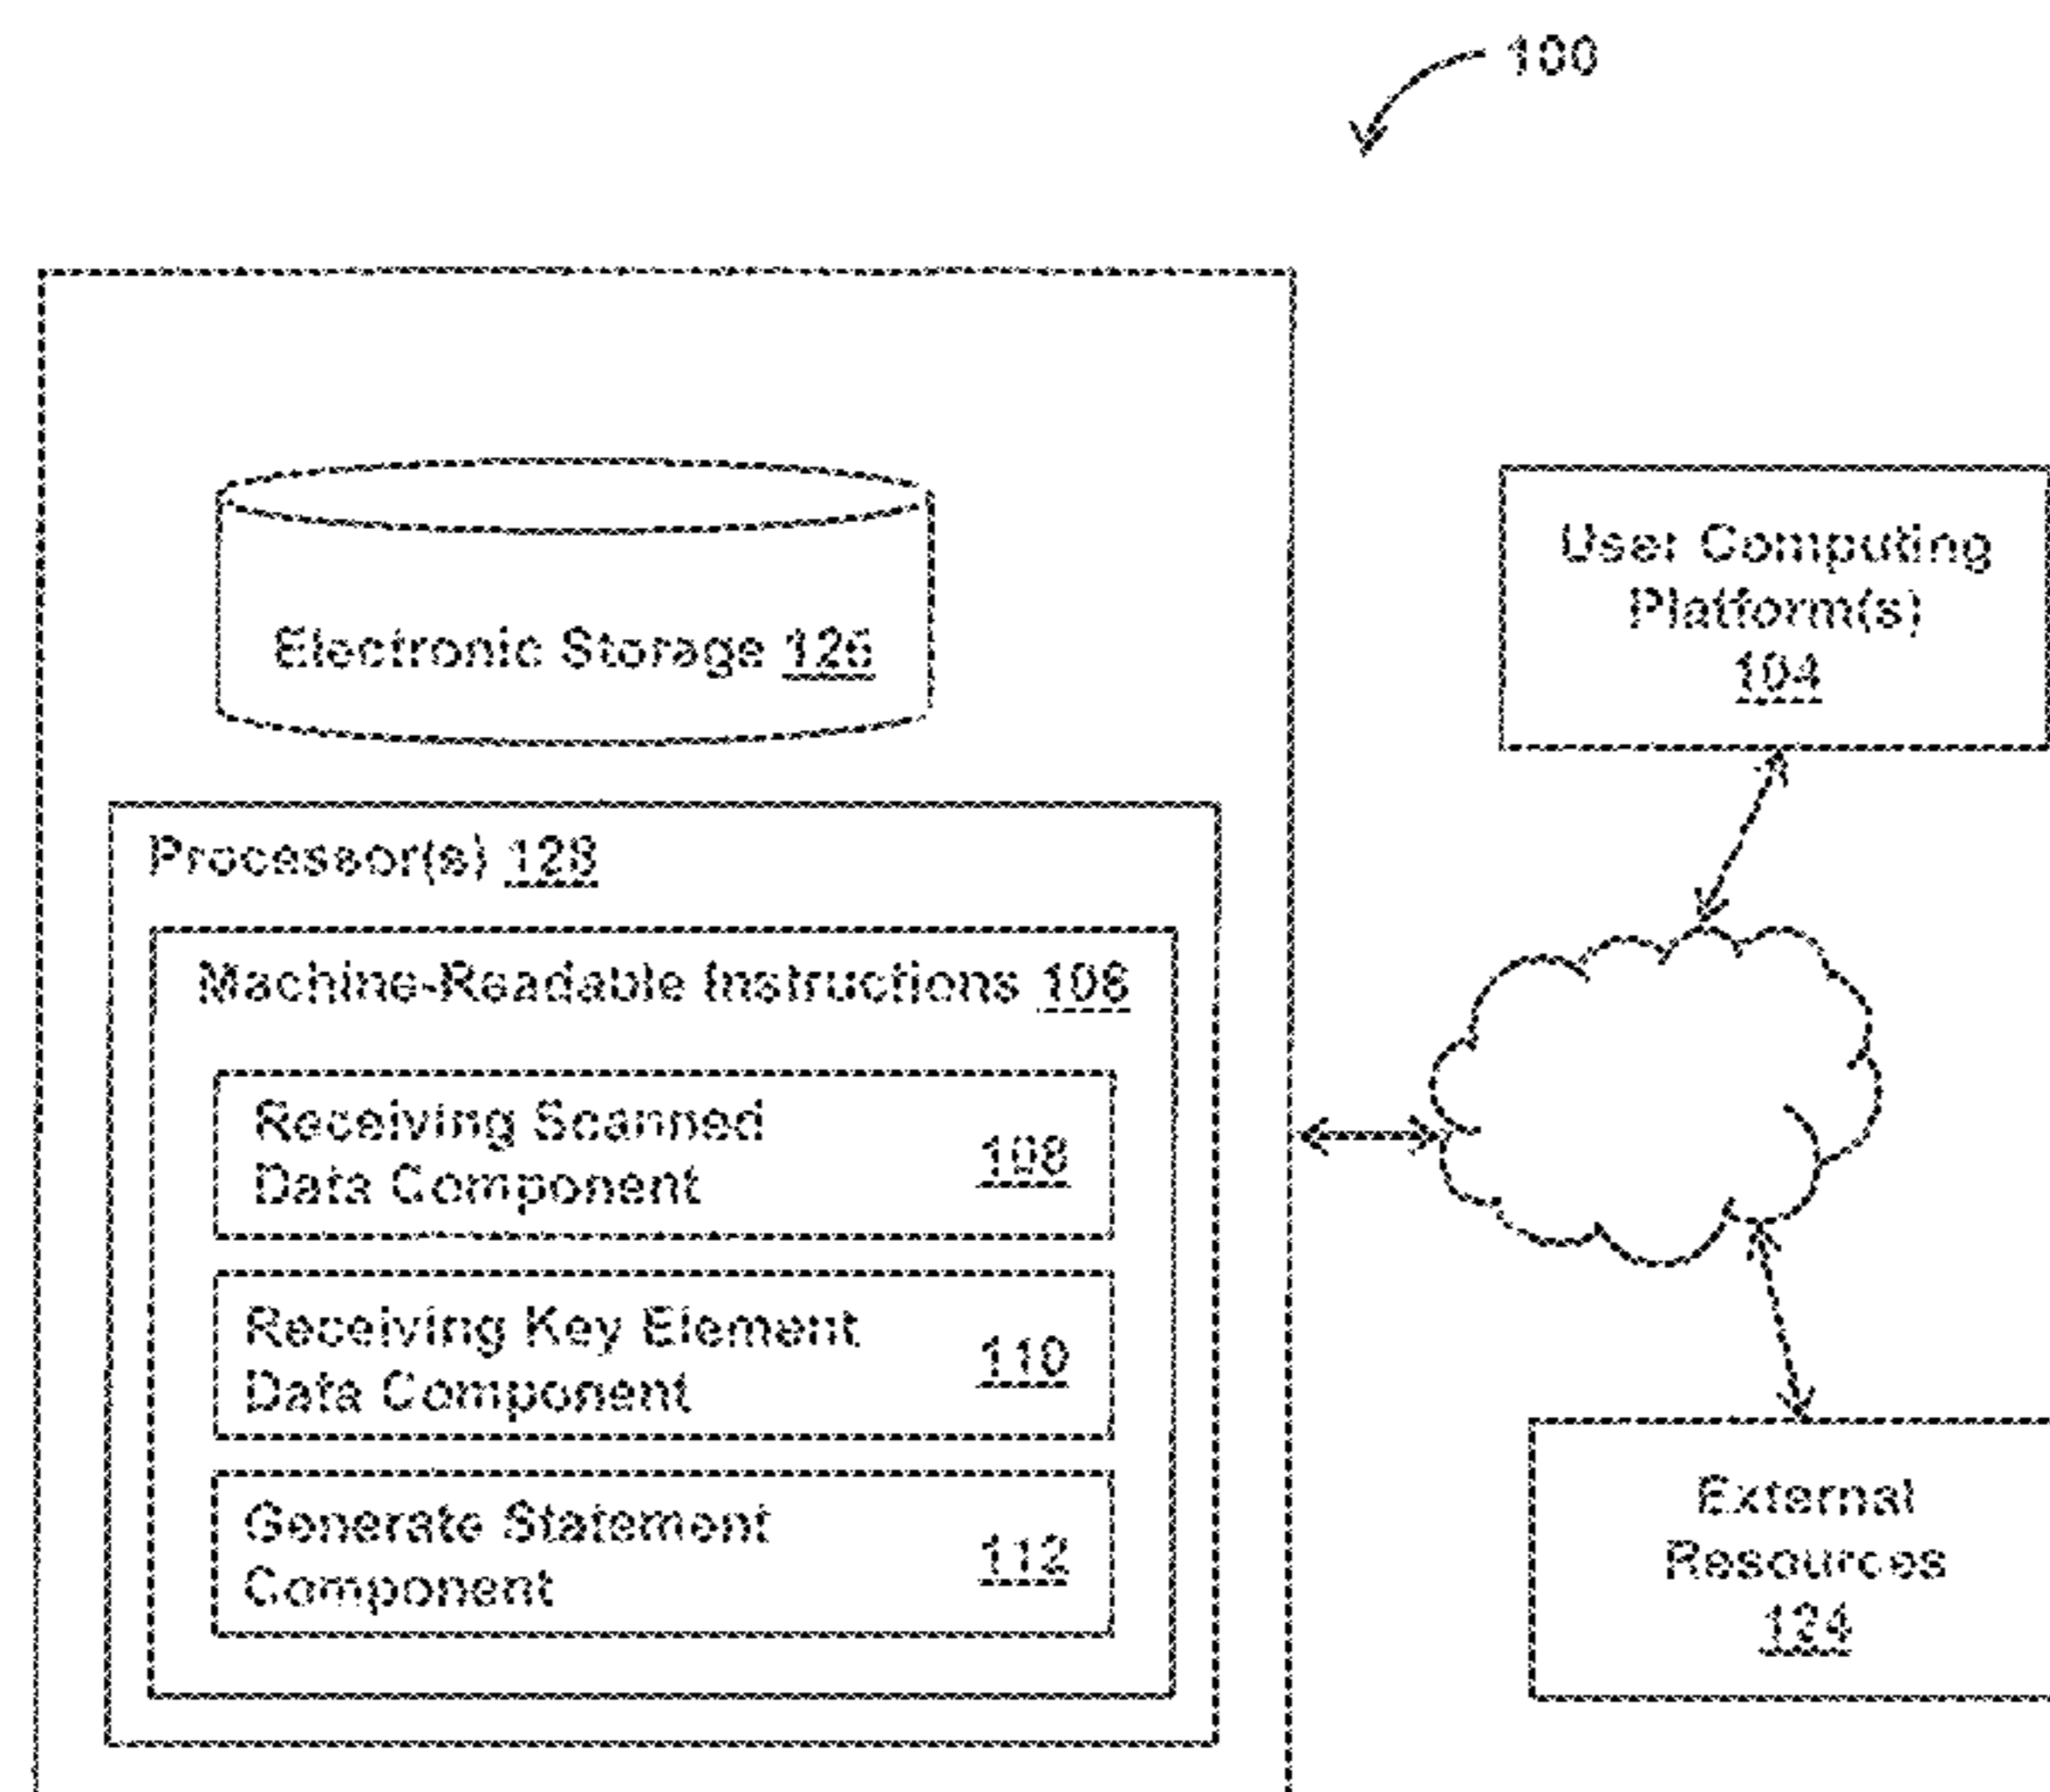 100
Electronic Storage 126
User Computing
Platform(s)
104
Processor(s) 128
Machine-Readable Instructions 106
Receiving Scanned
Data Component
108
Receiving Key Element
Data Component
110
Generate Statement
Component
112
External
Resources
124